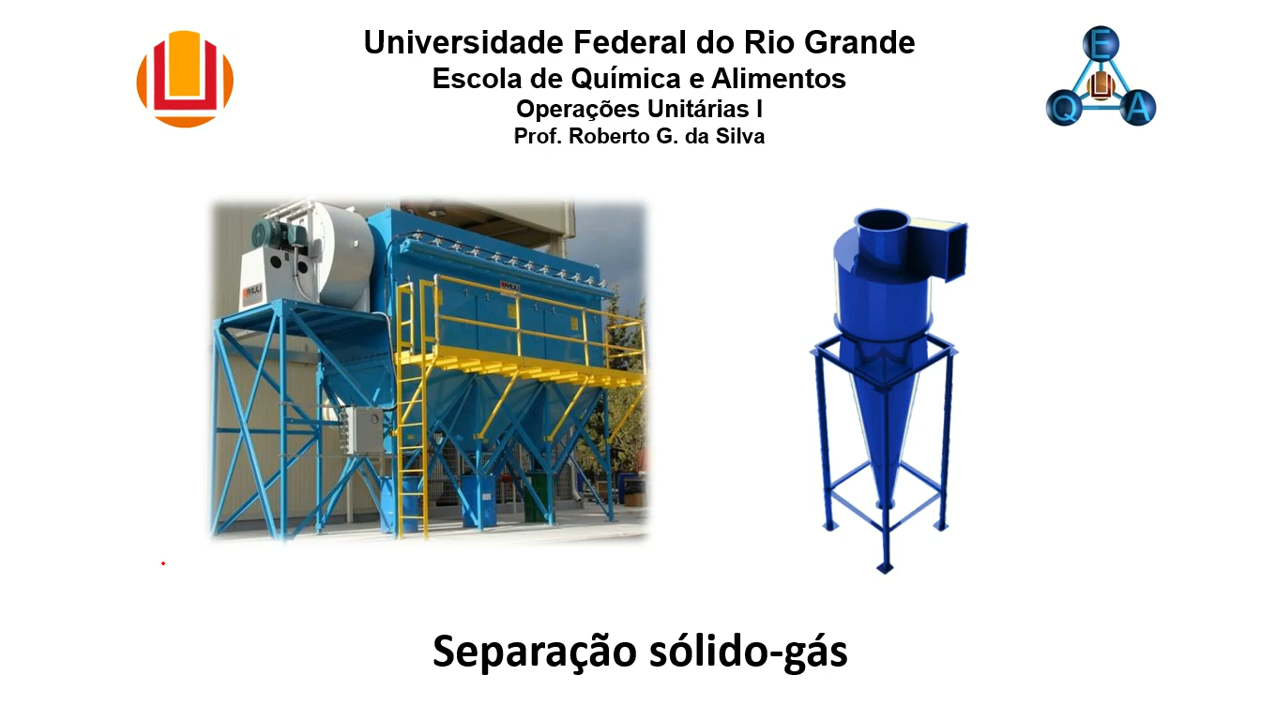 Universidade Federal do Rio Grande
Escola de Química e Alimentos
Operações Unitárias I
Prof. Roberto G. da Silva
E
Q
A
Separação sólido-gás